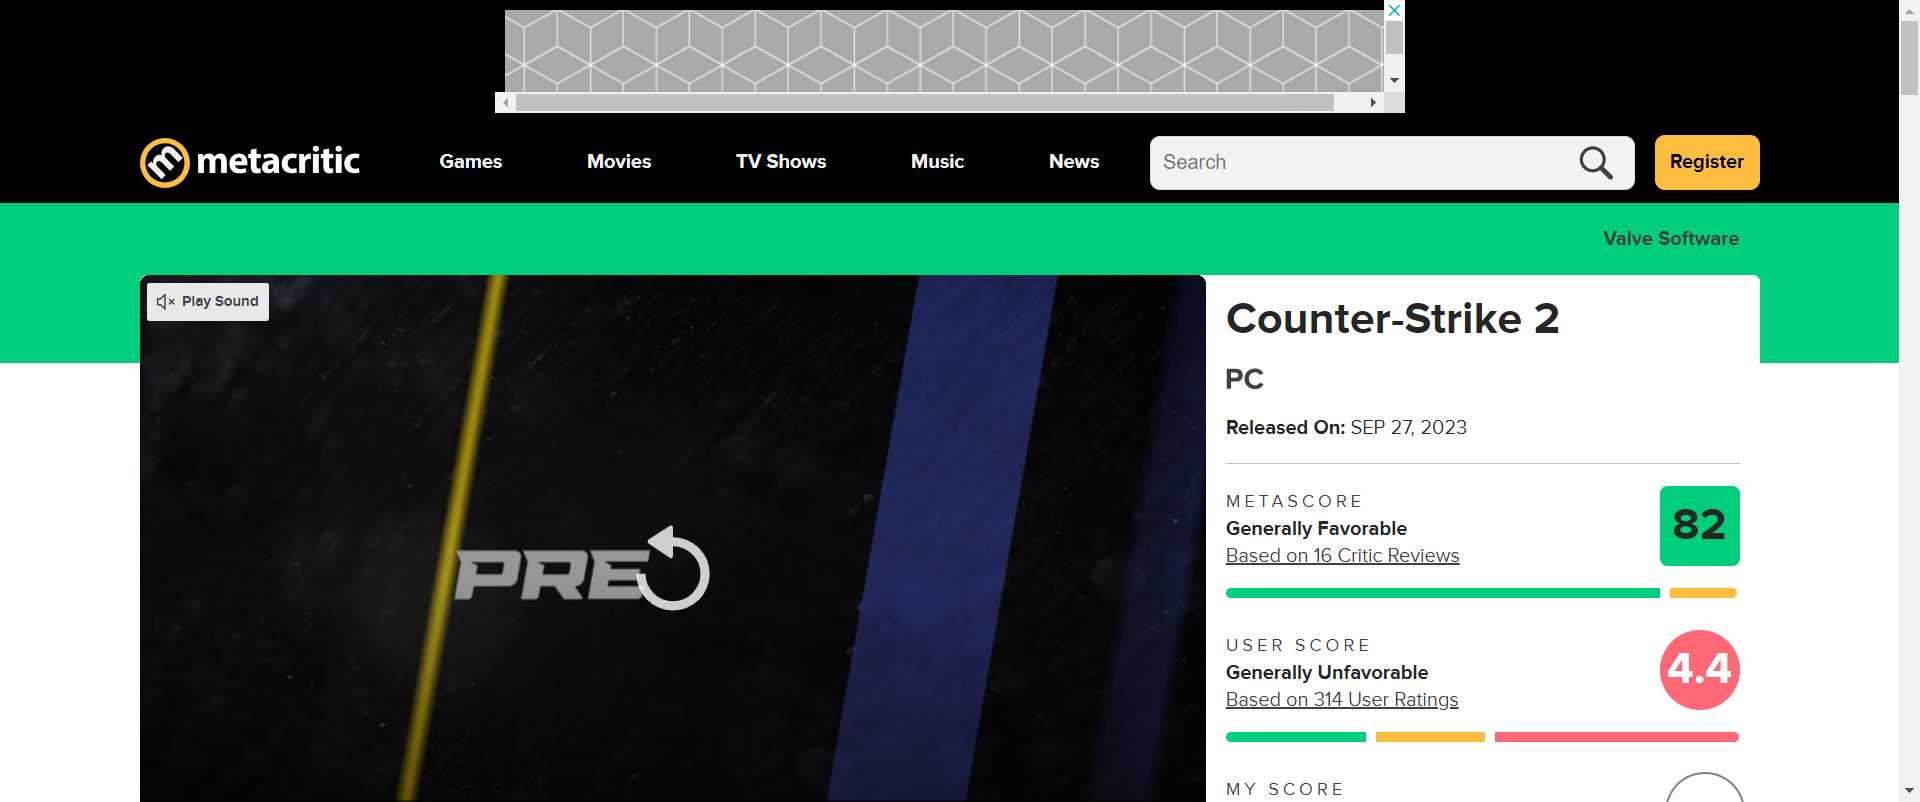 metacritic
Games
Movies
TV Shows
Music
News
Search
Register
Valve Software
Play Sound
PRE
Counter-Strike 2
PC
Released On: SEP 27, 2023
METASCORE
Generally Favorable
Based on 16 Critic Reviews
82
USER SCORE
Generally Unfavorable
Based on 314 User Ratings
4.4
MY SCORE